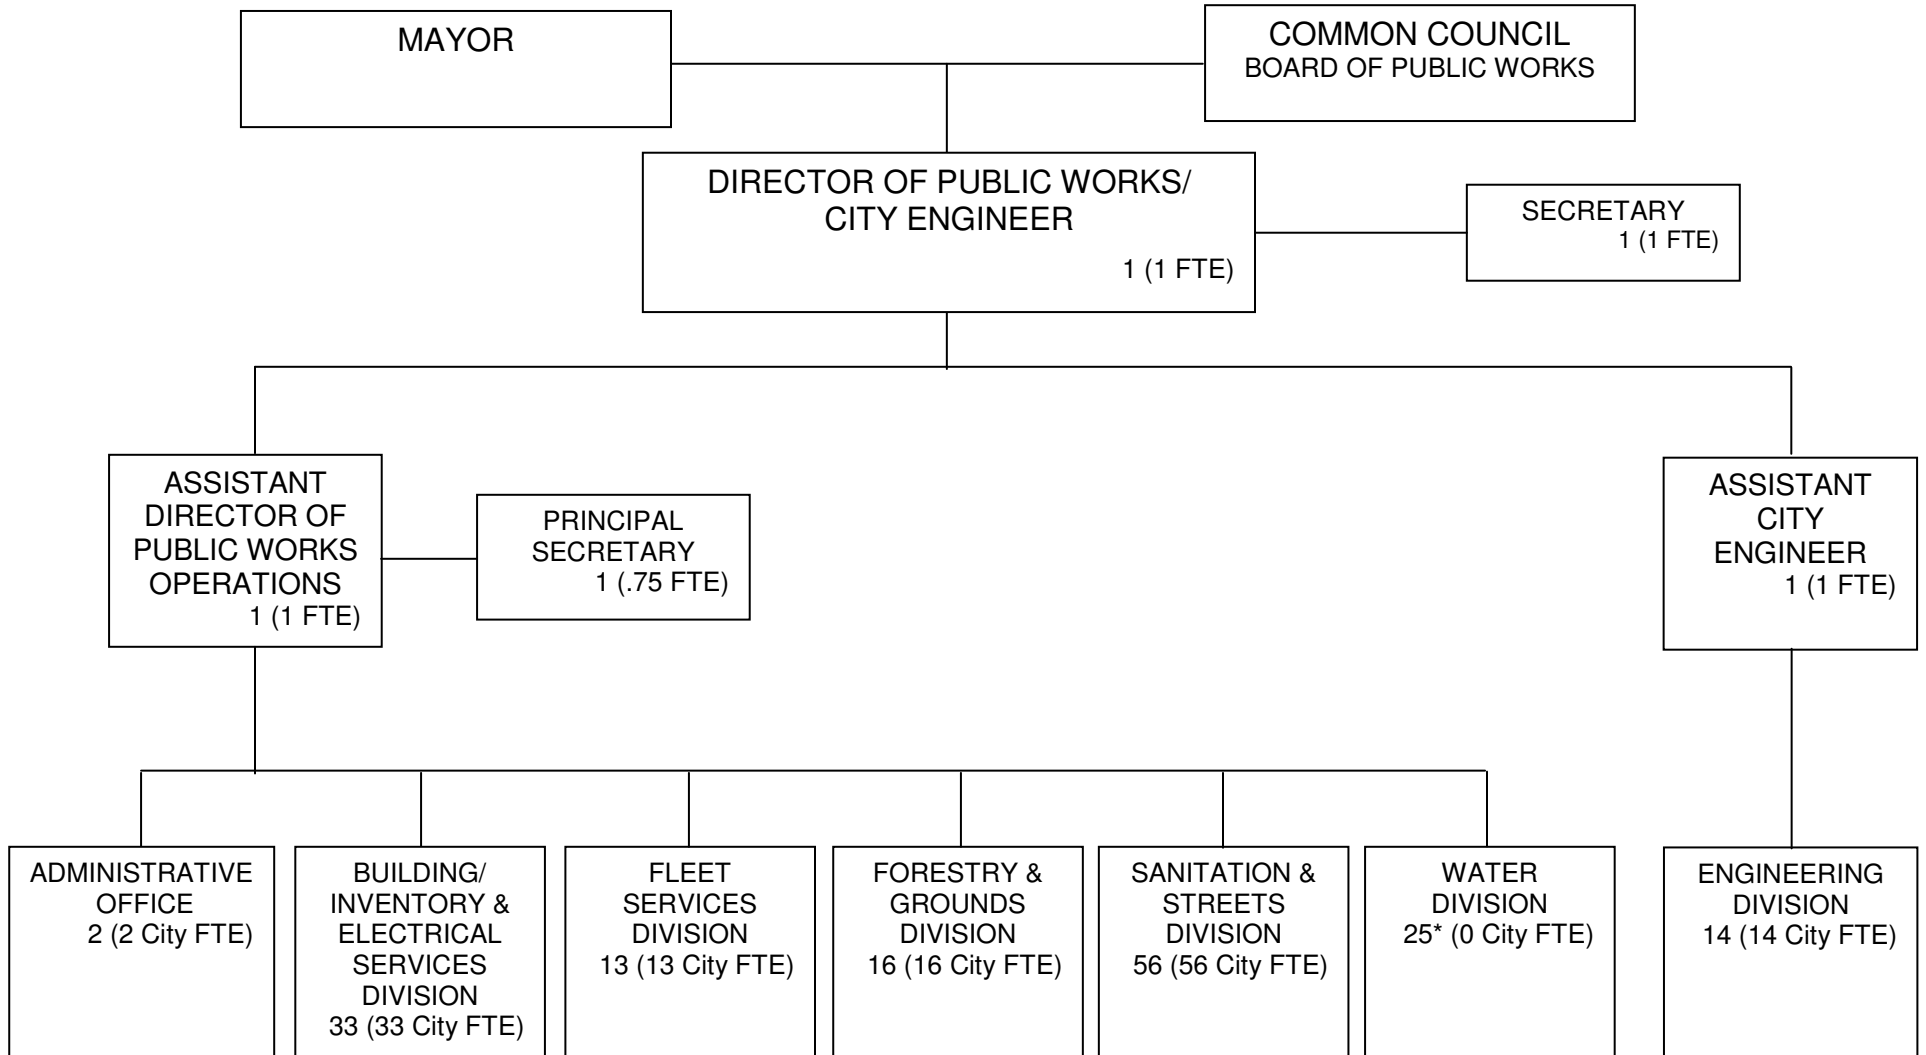 MAYOR
COMMON COUNCIL
BOARD OF PUBLIC WORKS
DIRECTOR OF PUBLIC WORKS/
CITY ENGINEER
1 (1 FTE)
SECRETARY
1 (1 FTE)
ASSISTANT
DIRECTOR OF
PUBLIC WORKS
OPERATIONS
1 (1 FTE)
PRINCIPAL
SECRETARY
1 (.75 FTE)
ASSISTANT
CITY
ENGINEER
1 (1 FTE)
ADMINISTRATIVE
OFFICE
2 (2 City FTE)
BUILDING/
INVENTORY &
ELECTRICAL
SERVICES
DIVISION
33 (33 City FTE)
FLEET
SERVICES
DIVISION
13 (13 City FTE)
FORESTRY &
GROUNDS
DIVISION
16 (16 City FTE)
SANITATION &
STREETS
DIVISION
56 (56 City FTE)
WATER
DIVISION
25* (0 City FTE)
ENGINEERING
DIVISION
14 (14 City FTE)